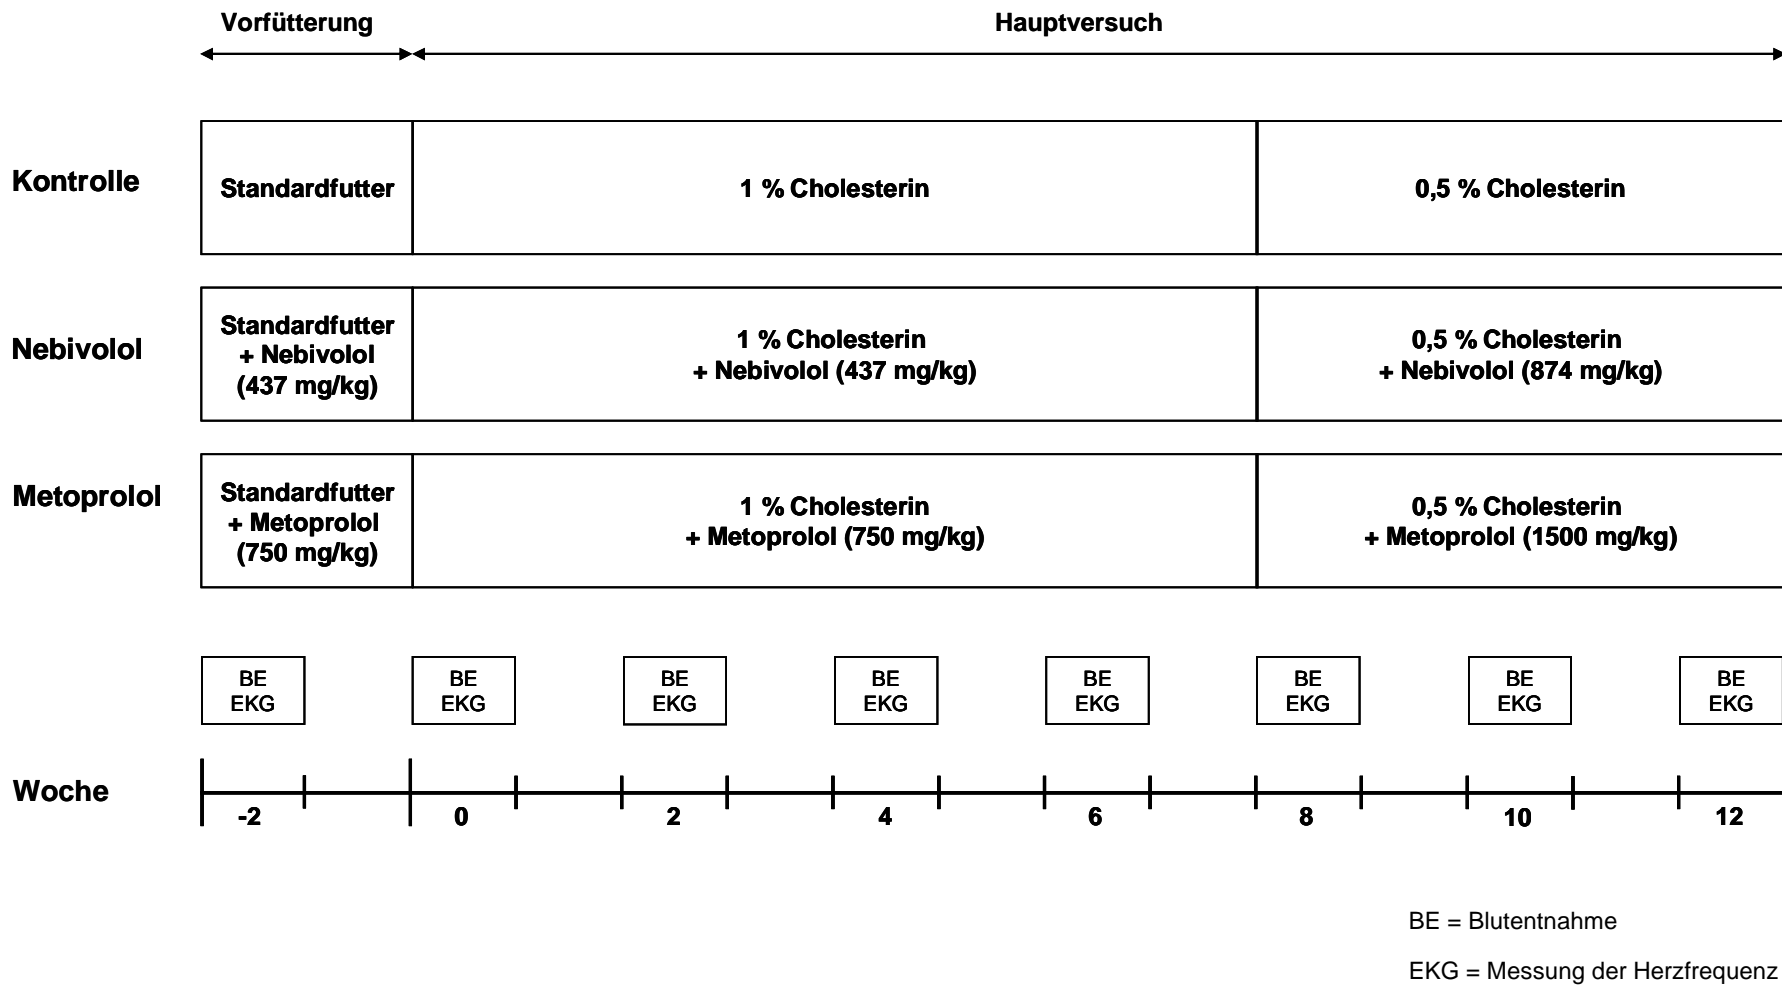 Vorfütterung
Hauptversuch
Kontrolle
Standardfutter
1 % Cholesterin
0,5 % Cholesterin
Nebivolol
Standardfutter
+ Nebivolol
(437 mg/kg)
1 % Cholesterin
+ Nebivolol (437 mg/kg)
0,5 % Cholesterin
+ Nebivolol (874 mg/kg)
Metoprolol
Standardfutter
+ Metoprolol
(750 mg/kg)
1 % Cholesterin
+ Metoprolol (750 mg/kg)
0,5 % Cholesterin
+ Metoprolol (1500 mg/kg)
BE
EKG
BE
EKG
BE
EKG
BE
EKG
BE
EKG
BE
EKG
BE
EKG
BE
EKG
Woche
-2
0
2
4
6
8
10
12
BE = Blutentnahme
EKG = Messung der Herzfrequenz